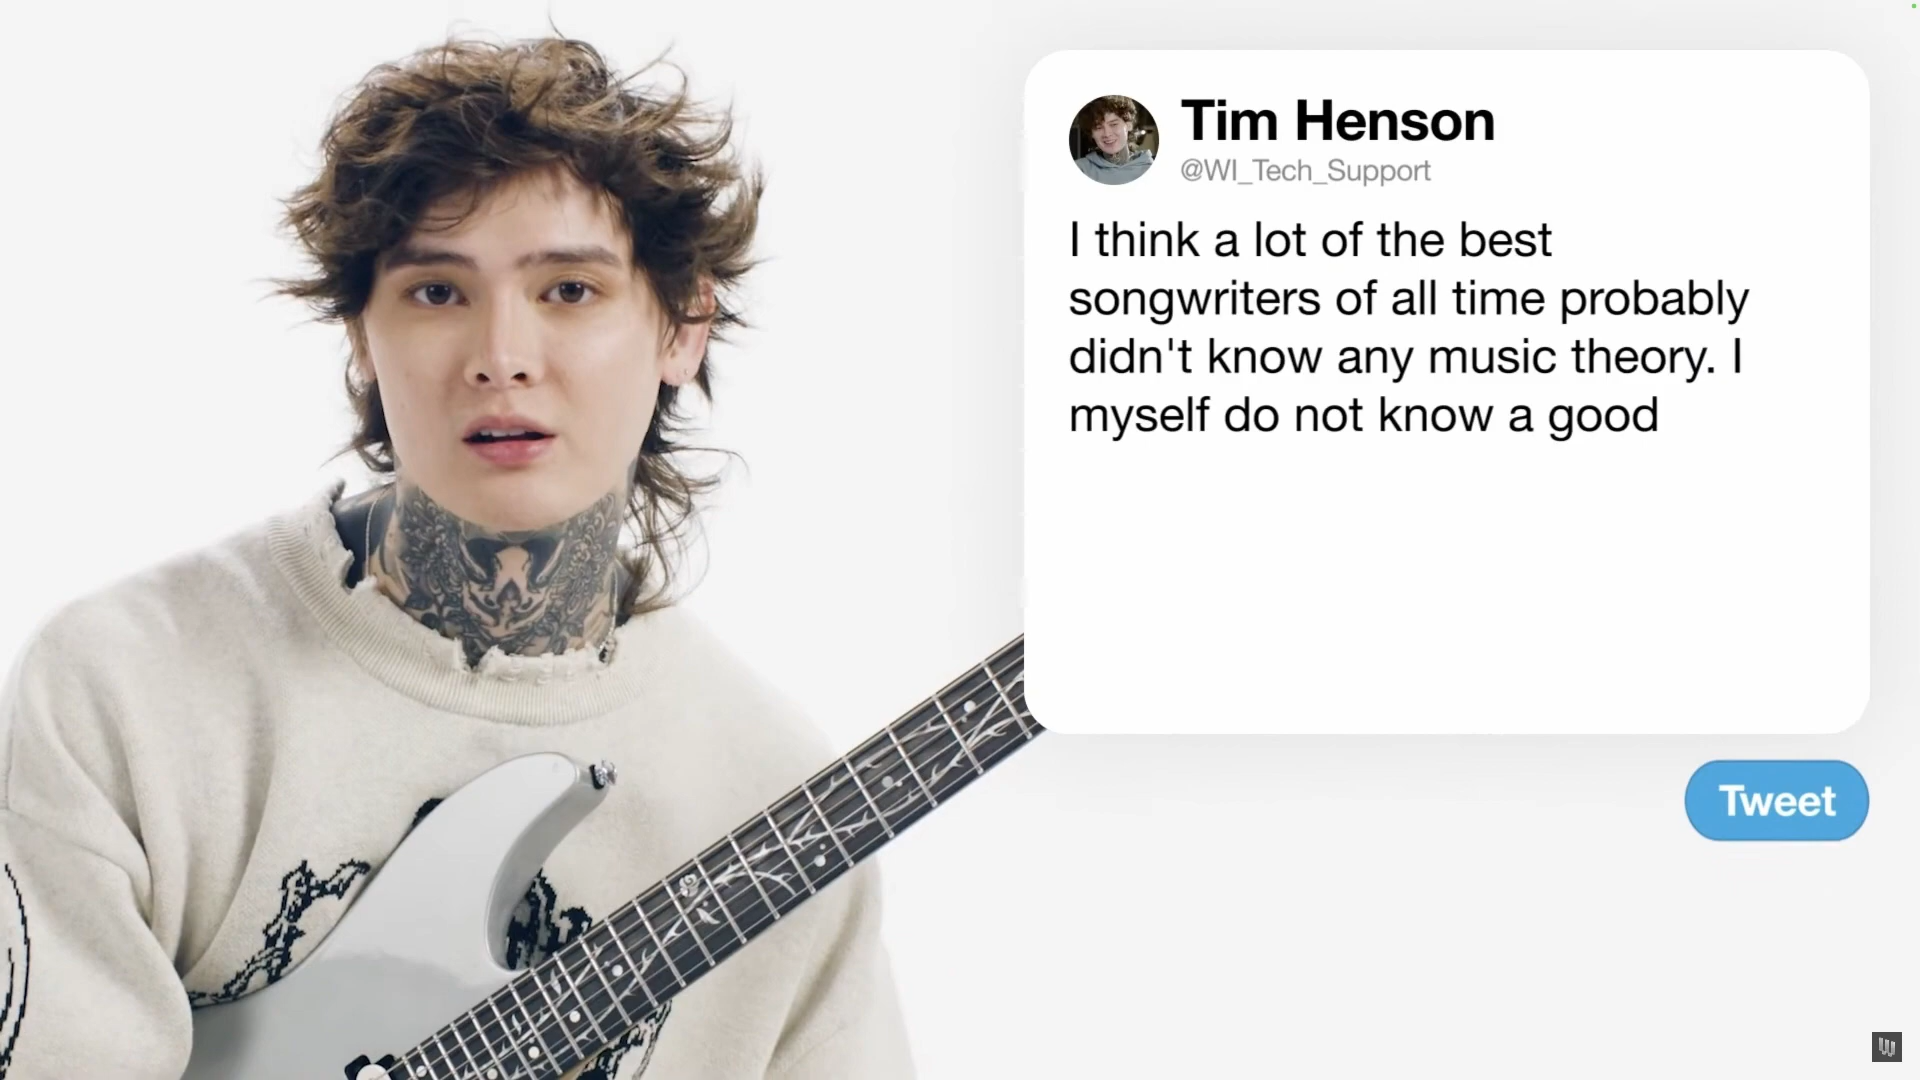 Tim Henson
@WI_Tech_Support
I think a lot of the best
songwriters of all time probably
didn't know any music theory. I
myself do not know a good
Tweet
W